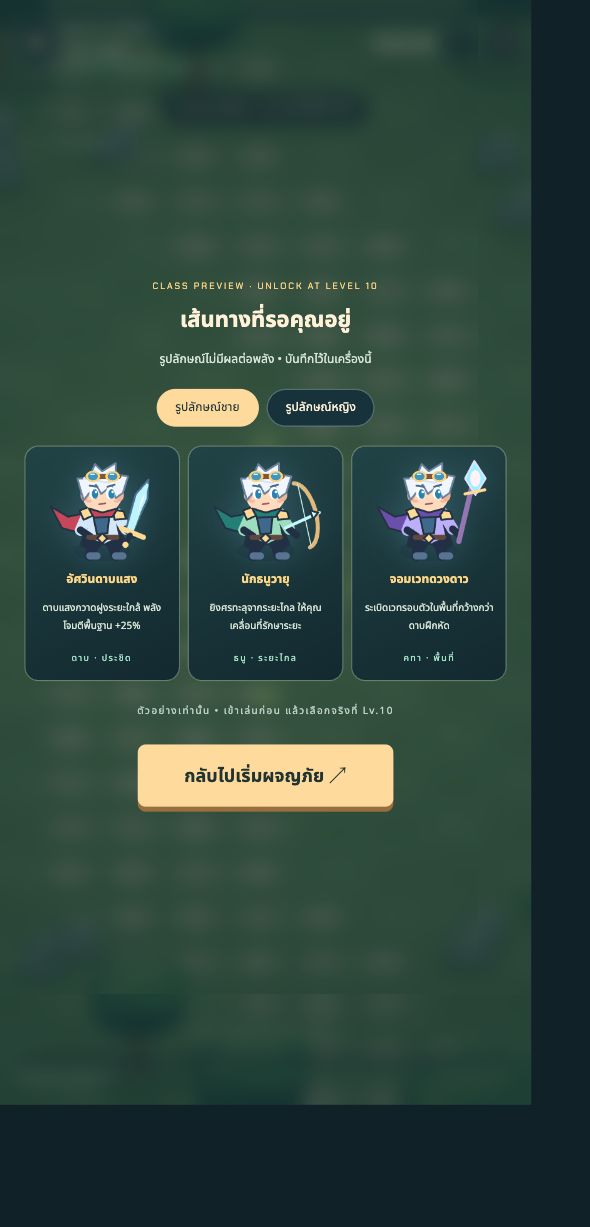 CLASS PREVIEW · UNLOCK AT LEVEL 10
เส้นทางที่รอคุณอยู่
รูปลักษณ์ไม่มีผลต่อพลัง • บันทึกไว้ในเครื่องนี้
รูปลักษณ์ชาย
รูปลักษณ์หญิง
อัศวินดาบแสง
ดาบแสงกวาดฝูงระยะใกล้ พลัง
โจมตีพื้นฐาน +25%
ดาบ · ประชิด
นักธนูวายุ
ยิงศรทะลุจากระยะไกล ให้คุณ
เคลื่อนที่รักษาระยะ
ธนู · ระยะไกล
จอมเวทดวงดาว
ระเบิดเวทรอบตัวในพื้นที่กว้างกว่า
ดาบฝึกหัด
คทา · พื้นที่
ตัวอย่างเท่านั้น • เข้าเล่นก่อน แล้วเลือกจริงที่ Lv.10
กลับไปเริ่มผจญภัย ↗